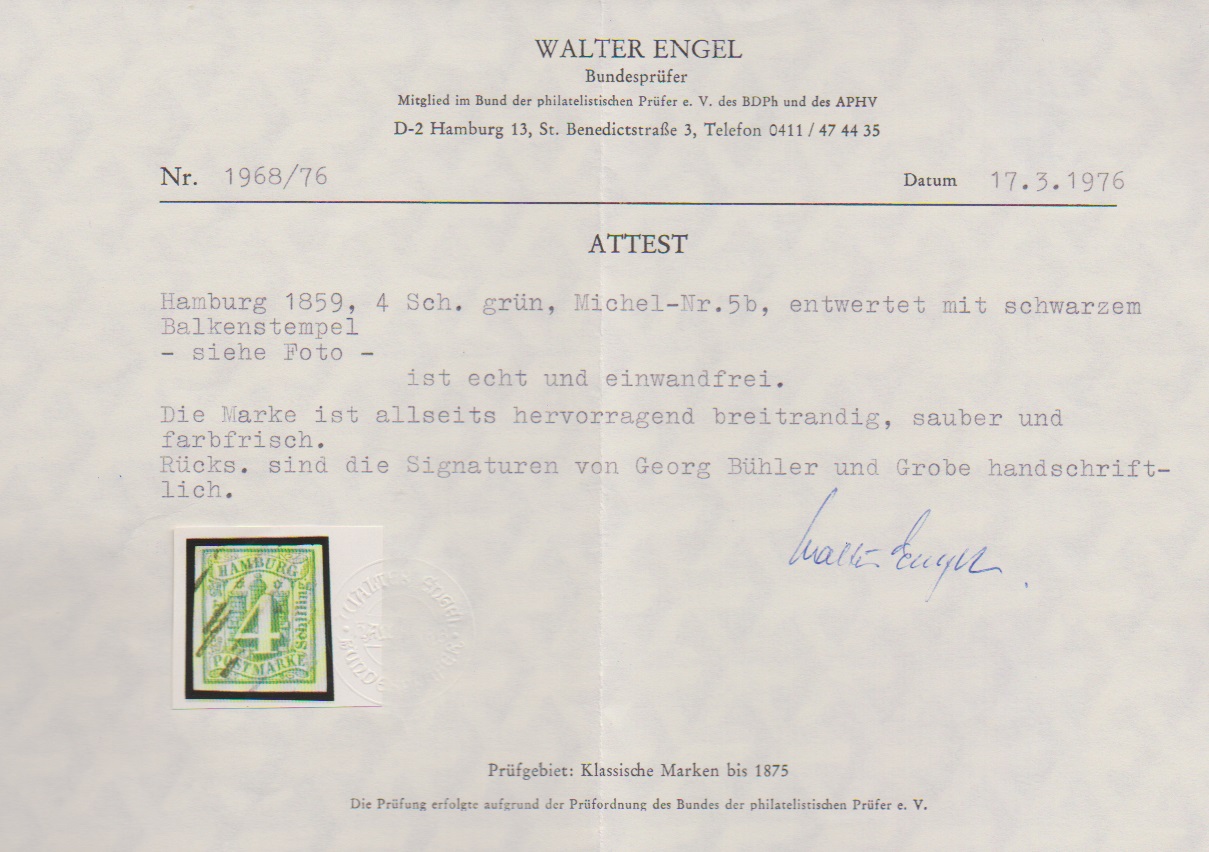 WALTER ENGEL
Bundesprüfer
Mitglied im Bund der philatelistischen Prüfer e. V. des BDPh und des APHV
D-2 Hamburg 13, St. Benedictstraße 3, Telefon 0411 / 47 44 35
Nr. 1968/76 Datum 17.3.1976
ATTEST
Hamburg 1859, 4 Sch. grün, Michel-Nr.5b, entwertet mit schwarzem
Balkenstempel
- siehe Foto -
ist echt und einwandfrei.
Die Marke ist allseits hervorragend breitrandig, sauber und
farbfrisch.
Rücks. sind die Signaturen von Georg Bühler und Grobe handschrift-
lich.
Walter Engel
HAMBURG
4
Schilling
POSTMARKE
WALTER ENGEL
Prüfgebiet: Klassische Marken bis 1875
Die Prüfung erfolgte aufgrund der Prüfordnung des Bundes der philatelistischen Prüfer e. V.